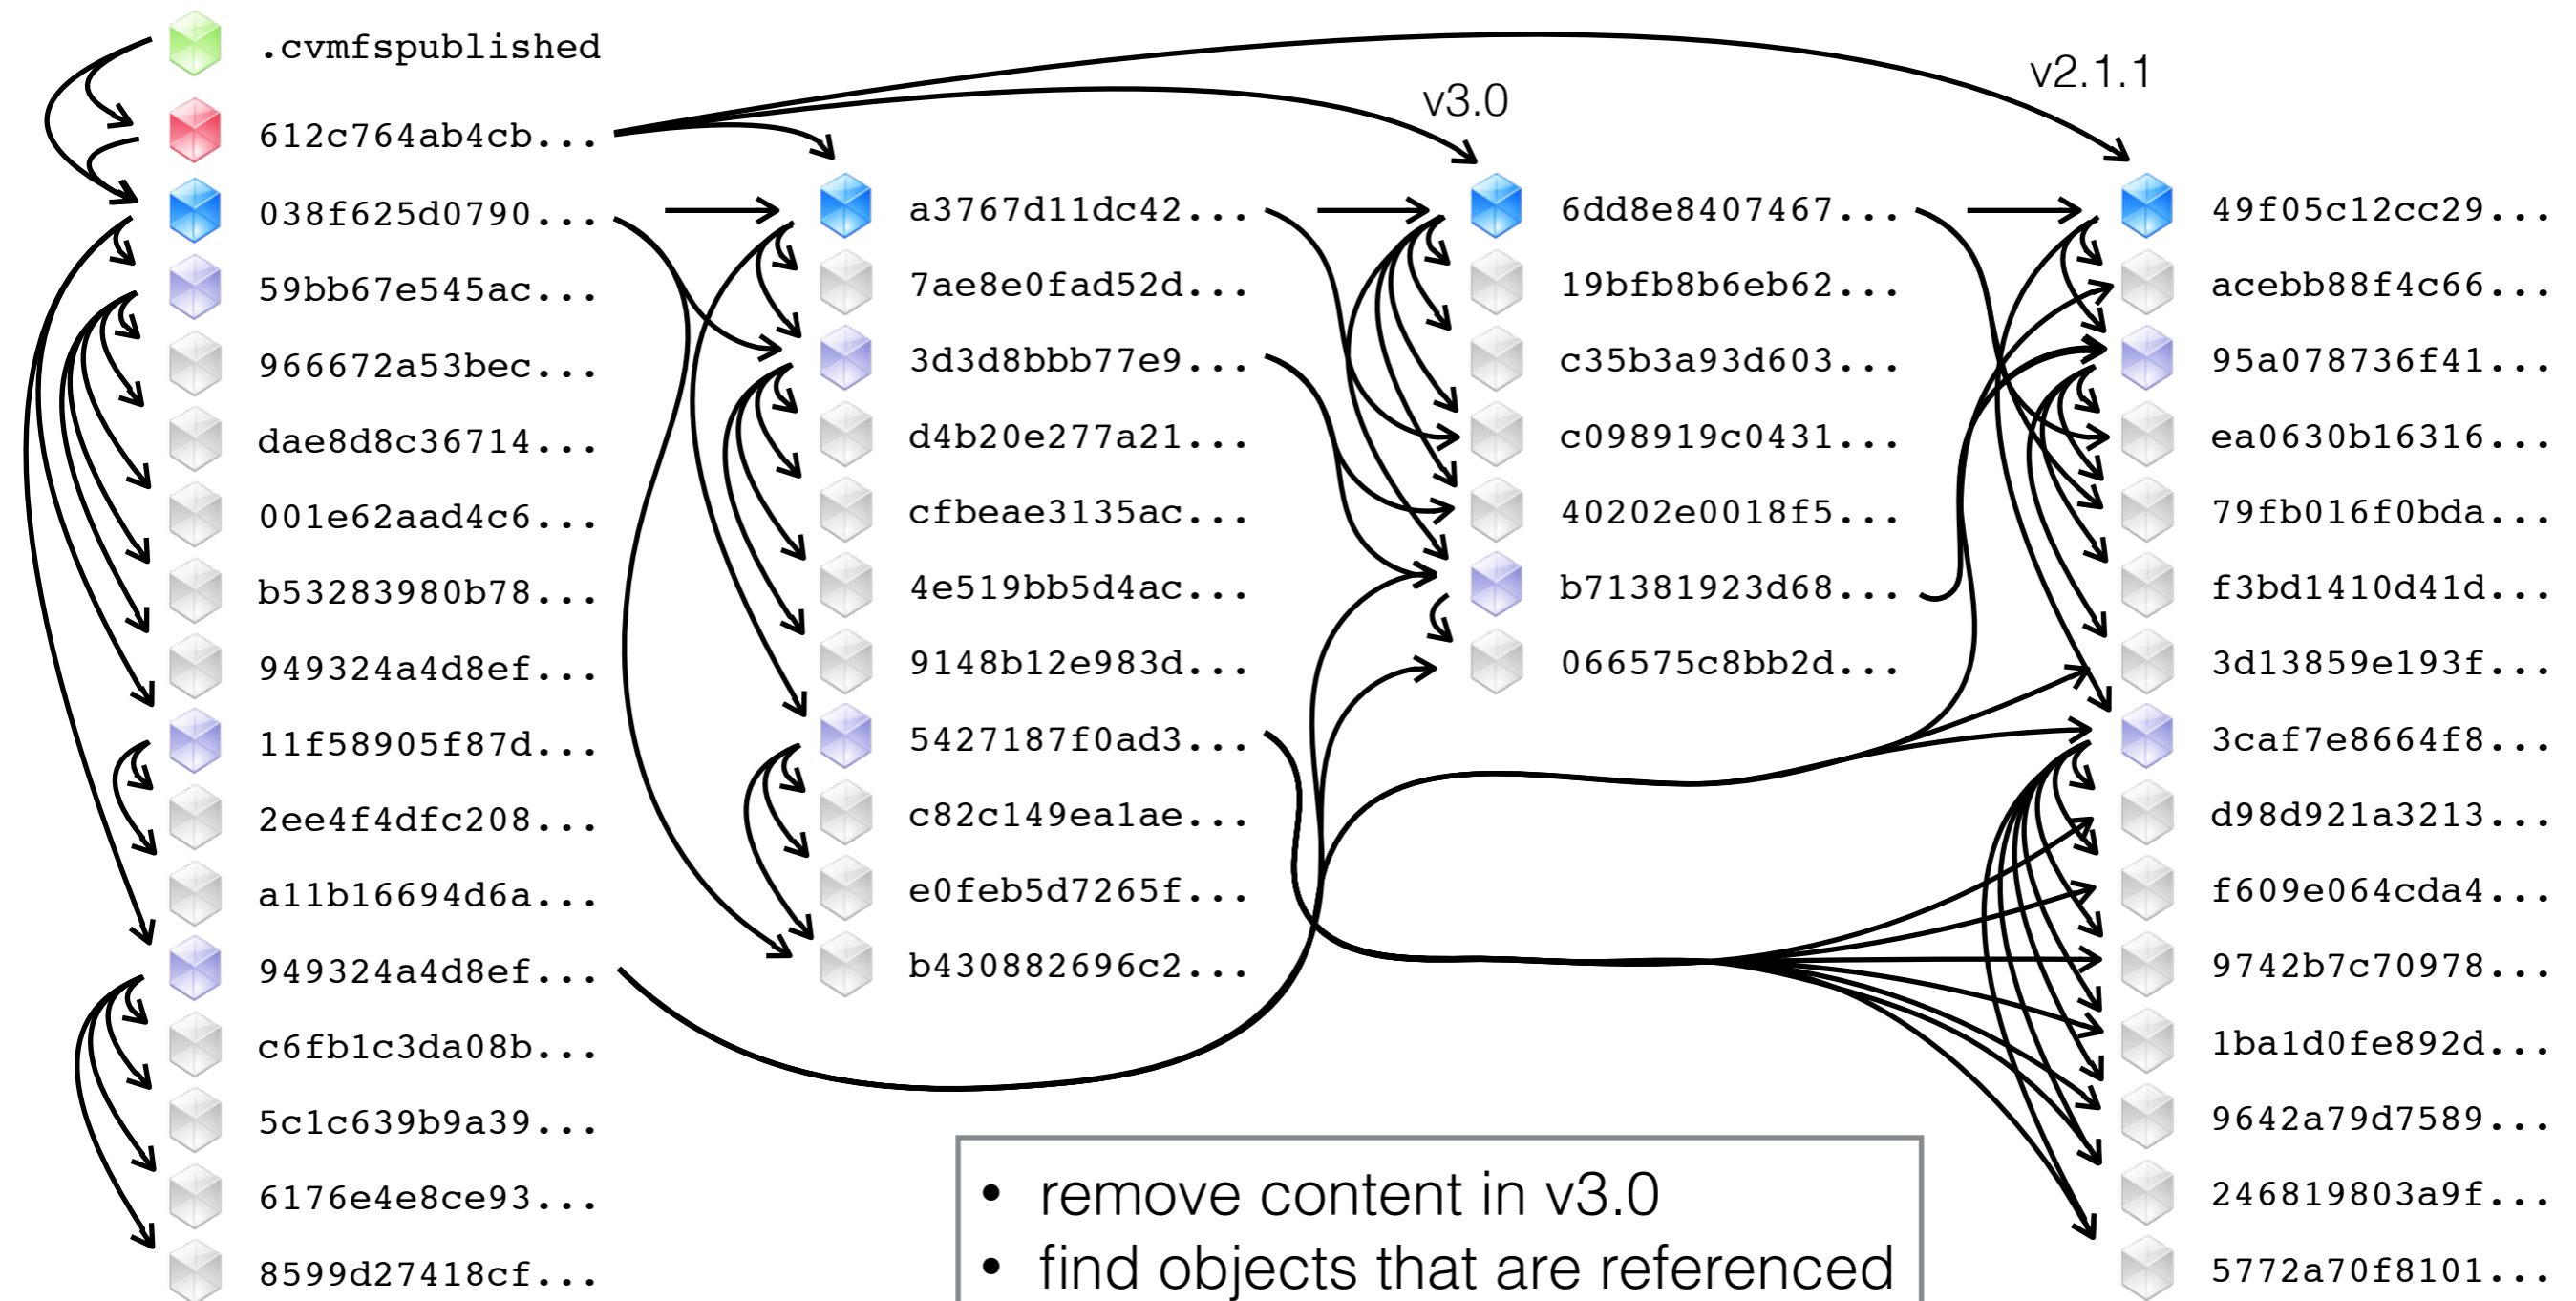 .cvmfspublished
612c764ab4cb...
038f625d0790...
59bb67e545ac...
966672a53bec...
dae8d8c36714...
001e62aad4c6...
b53283980b78...
949324a4d8ef...
11f58905f87d...
2ee4f4dfc208...
a11b16694d6a...
949324a4d8ef...
c6fb1c3da08b...
5c1c639b9a39...
6176e4e8ce93...
8599d27418cf...
a3767d11dc42...
7ae8e0fad52d...
3d3d8bbb77e9...
d4b20e277a21...
cfbeae3135ac...
4e519bb5d4ac...
9148b12e983d...
5427187f0ad3...
c82c149ea1ae...
e0feb5d7265f...
b430882696c2...
v3.0
6dd8e8407467...
19bfb8b6eb62...
c35b3a93d603...
c098919c0431...
40202e0018f5...
b71381923d68...
066575c8bb2d...
v2.1.1
49f05c12cc29...
acebb88f4c66...
95a078736f41...
ea0630b16316...
79fb016f0bda...
f3bd1410d41d...
3d13859e193f...
3caf7e8664f8...
d98d921a3213...
f609e064cda4...
9742b7c70978...
1ba1d0fe892d...
9642a79d7589...
246819803a9f...
5772a70f8101...
• remove content in v3.0
• find objects that are referenced